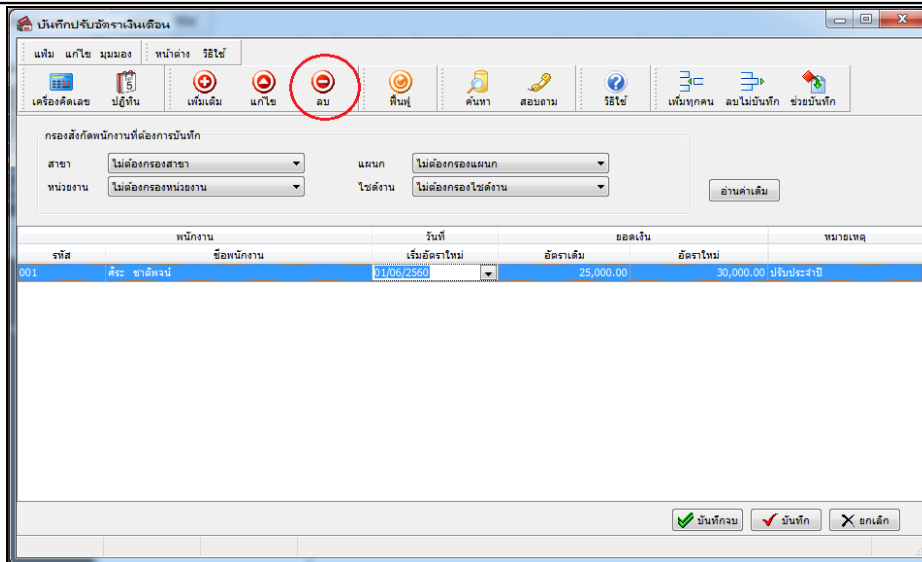 บันทึกปรับอัตราเงินเดือน
แฟ้ม แก้ไข มุมมอง หน้าต่าง วิธีใช้
เครื่องคิดเลข ปฏิทิน เพิ่มเติม แก้ไข ลบ ฟื้นฟู ค้นหา สอบถาม วิธีใช้ เพิ่มทุกคน ลบไม่บันทึก ช่วยบันทึก
5
กรองสังกัดพนักงานที่ต้องการบันทึก
สาขา ไม่ต้องกรองสาขา แผนก ไม่ต้องกรองแผนก
หน่วยงาน ไม่ต้องกรองหน่วยงาน ไซด์งาน ไม่ต้องกรองไซด์งาน
อ่านค่าเดิม
พนักงาน วันที่ ยอดเงิน หมายเหตุ
รหัส ชื่อพนักงาน เริ่มอัตราใหม่ อัตราเดิม อัตราใหม่
001 ศิระ ชาติพจน์ 01/06/2560 25,000.00 30,000.00 ปรับประจำปี
บันทึกจบ บันทึก ยกเลิก